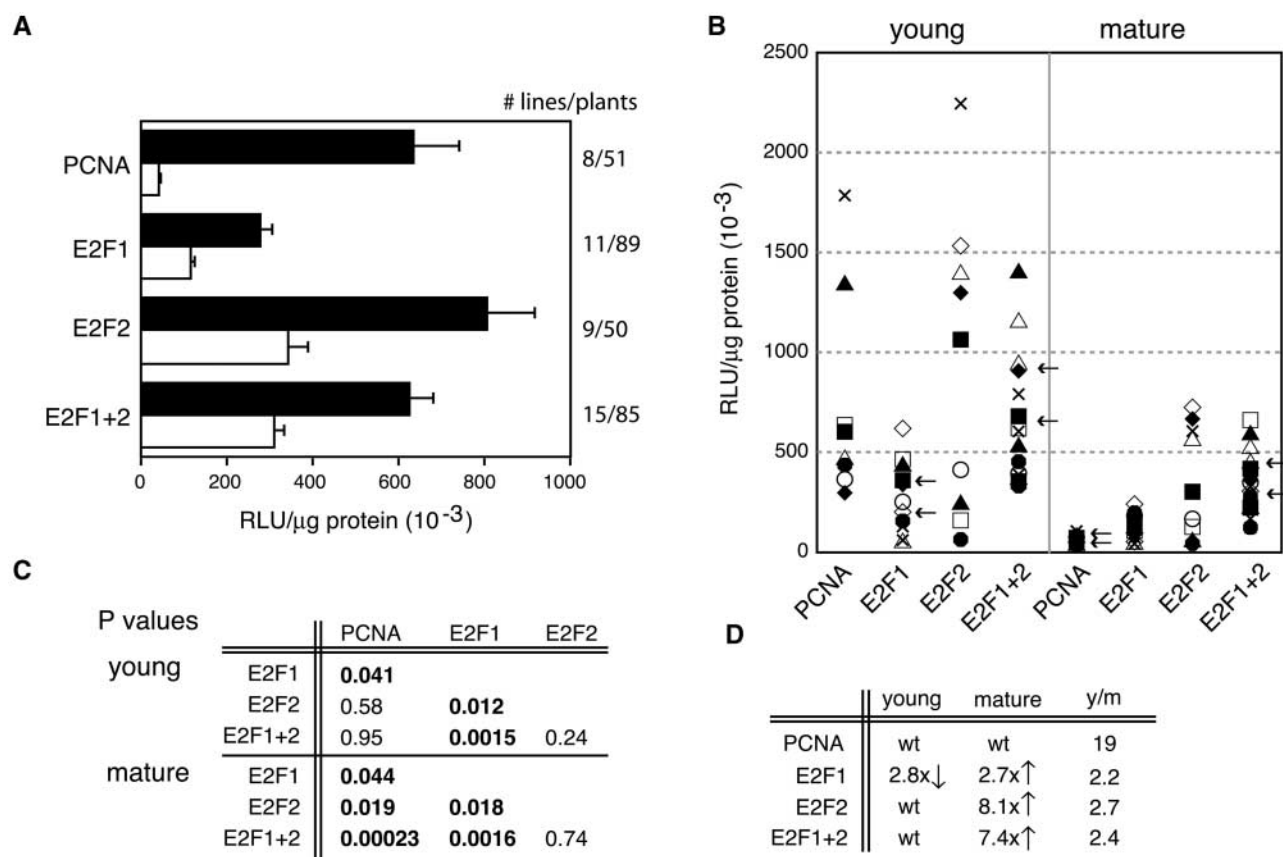 A
# lines/plants
PCNA 8/51
E2F1 11/89
E2F2 9/50
E2F1+2 15/85
0 200 400 600 800 1000
RLU/µg protein (10⁻³)
B
young mature
2500
2000
1500
1000
500
0
RLU/µg protein (10⁻³)
PCNA E2F1 E2F2 E2F1+2 PCNA E2F1 E2F2 E2F1+2
C
P values
PCNA E2F1 E2F2
young
E2F1 0.041
E2F2 0.58 0.012
E2F1+2 0.95 0.0015 0.24
mature
E2F1 0.044
E2F2 0.019 0.018
E2F1+2 0.00023 0.0016 0.74
D
young mature y/m
PCNA wt wt 19
E2F1 2.8x↓ 2.7x↑ 2.2
E2F2 wt 8.1x↑ 2.7
E2F1+2 wt 7.4x↑ 2.4